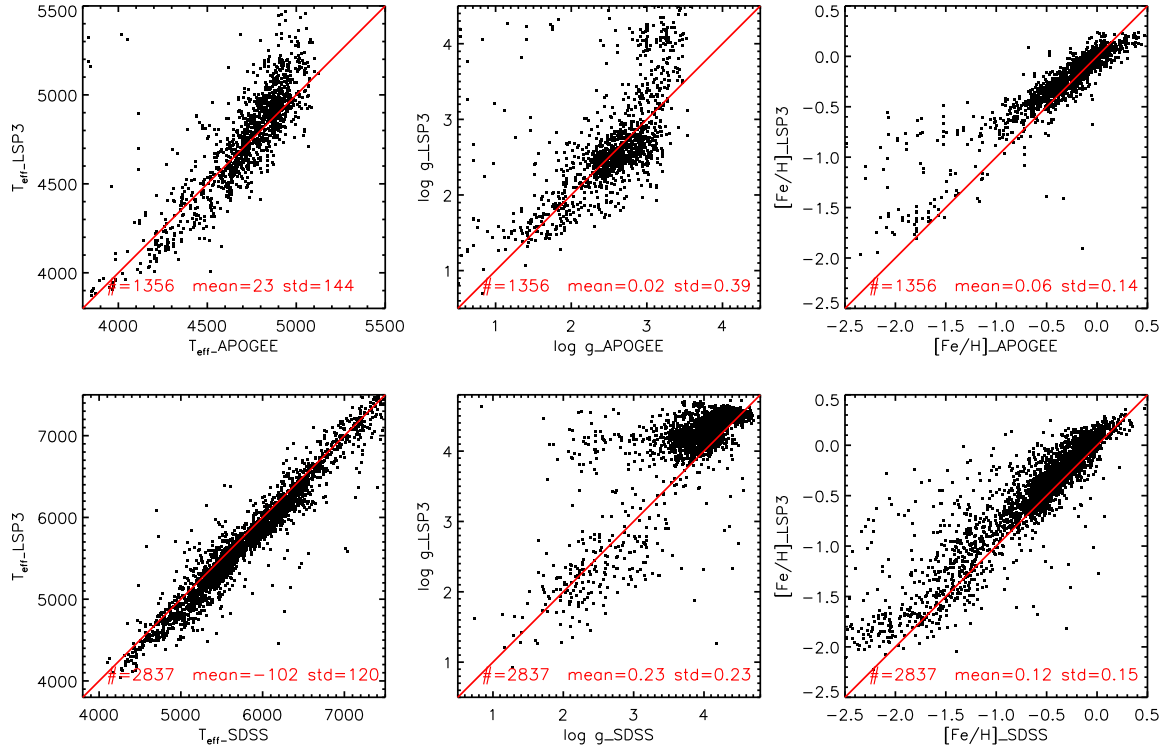 5500
5000
4500
4000
T_eff_LSP3
#=1356 mean=23 std=144
4000 4500 5000 5500
T_eff_APOGEE
4
3
2
1
log g_LSP3
#=1356 mean=0.02 std=0.39
1 2 3 4
log g_APOGEE
0.5
0.0
−0.5
−1.0
−1.5
−2.0
−2.5
[Fe/H]_LSP3
#=1356 mean=0.06 std=0.14
−2.5 −2.0 −1.5 −1.0 −0.5 0.0 0.5
[Fe/H]_APOGEE
7000
6000
5000
4000
T_eff_LSP3
#=2837 mean=−102 std=120
4000 5000 6000 7000
T_eff_SDSS
4
3
2
1
log g_LSP3
#=2837 mean=0.23 std=0.23
1 2 3 4
log g_SDSS
0.5
0.0
−0.5
−1.0
−1.5
−2.0
−2.5
[Fe/H]_LSP3
#=2837 mean=0.12 std=0.15
−2.5 −2.0 −1.5 −1.0 −0.5 0.0 0.5
[Fe/H]_SDSS